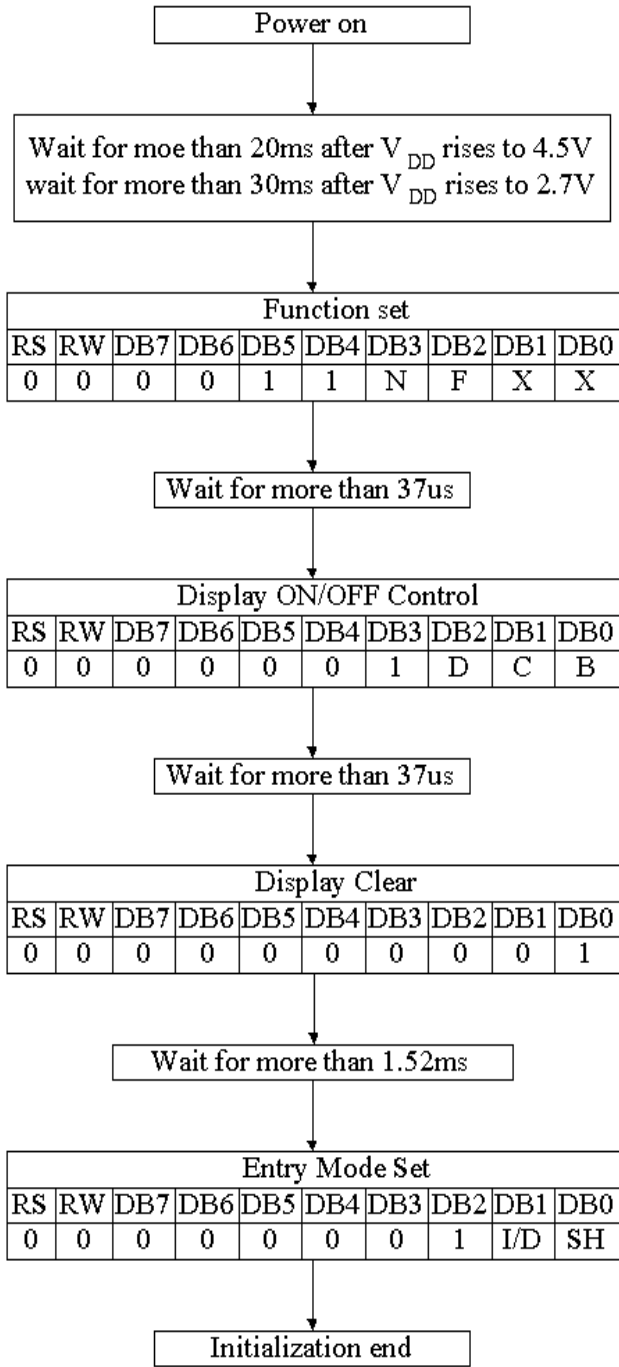 Power on
Wait for moe than 20ms after V DD rises to 4.5V
wait for more than 30ms after V DD rises to 2.7V
Function set
RS RW DB7 DB6 DB5 DB4 DB3 DB2 DB1 DB0
0 0 0 0 1 1 N F X X
Wait for more than 37us
Display ON/OFF Control
RS RW DB7 DB6 DB5 DB4 DB3 DB2 DB1 DB0
0 0 0 0 0 0 1 D C B
Wait for more than 37us
Display Clear
RS RW DB7 DB6 DB5 DB4 DB3 DB2 DB1 DB0
0 0 0 0 0 0 0 0 0 1
Wait for more than 1.52ms
Entry Mode Set
RS RW DB7 DB6 DB5 DB4 DB3 DB2 DB1 DB0
0 0 0 0 0 0 0 1 I/D SH
Initialization end